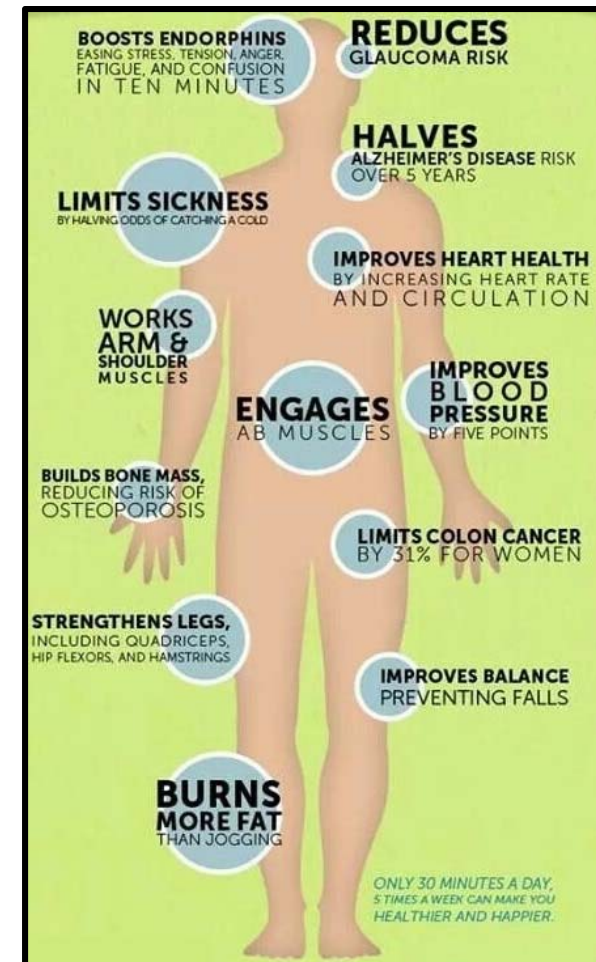 BOOSTS ENDORPHINS
EASING STRESS, TENSION, ANGER,
FATIGUE, AND CONFUSION
IN TEN MINUTES
REDUCES
GLAUCOMA RISK
HALVES
ALZHEIMER'S DISEASE RISK
OVER 5 YEARS
LIMITS SICKNESS
BY HALVING ODDS OF CATCHING A COLD
IMPROVES HEART HEALTH
BY INCREASING HEART RATE
AND CIRCULATION
WORKS
ARM &
SHOULDER
MUSCLES
ENGAGES
AB MUSCLES
IMPROVES
BLOOD
PRESSURE
BY FIVE POINTS
BUILDS BONE MASS,
REDUCING RISK OF
OSTEOPOROSIS
LIMITS COLON CANCER
BY 31% FOR WOMEN
STRENGTHENS LEGS,
INCLUDING QUADRICEPS,
HIP FLEXORS, AND HAMSTRINGS
IMPROVES BALANCE
PREVENTING FALLS
BURNS
MORE FAT
THAN JOGGING
ONLY 30 MINUTES A DAY,
5 TIMES A WEEK CAN MAKE YOU
HEALTHIER AND HAPPIER.